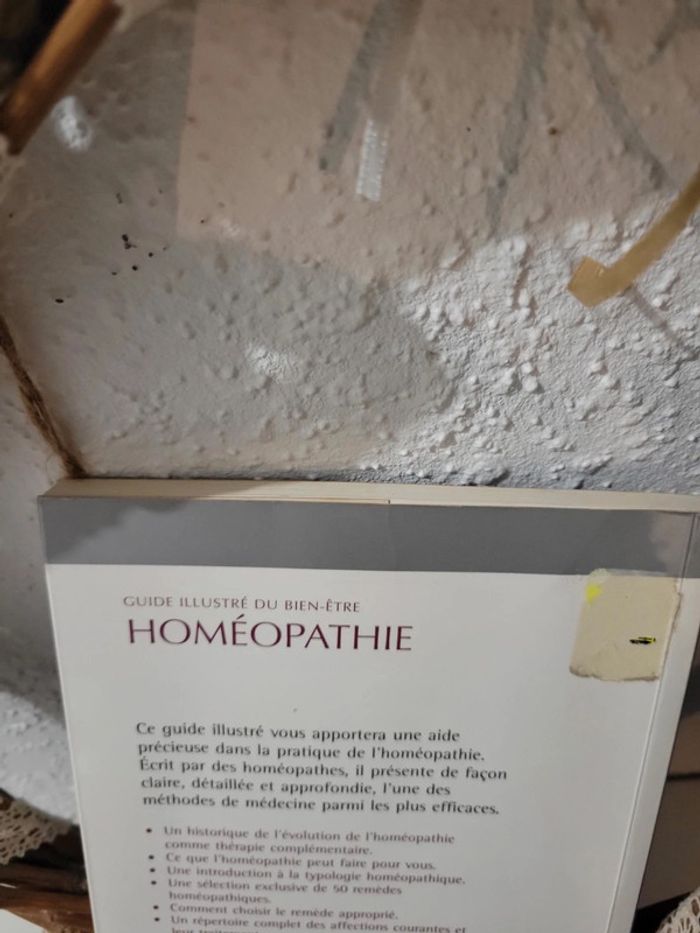 GUIDE ILLUSTRÉ DU BIEN-ÊTRE
HOMÉOPATHIE
Ce guide illustré vous apportera une aide
précieuse dans la pratique de l'homéopathie.
Écrit par des homéopathes, il présente de façon
claire, détaillée et approfondie, l'une des
méthodes de médecine parmi les plus efficaces.
• Un historique de l'évolution de l'homéopathie
comme thérapie complémentaire.
• Ce que l'homéopathie peut faire pour vous.
• Une introduction à la typologie homéopathique.
• Une sélection exclusive de 50 remèdes
homéopathiques.
• Comment choisir le remède approprié.
• Un répertoire complet des affections courantes et
leur